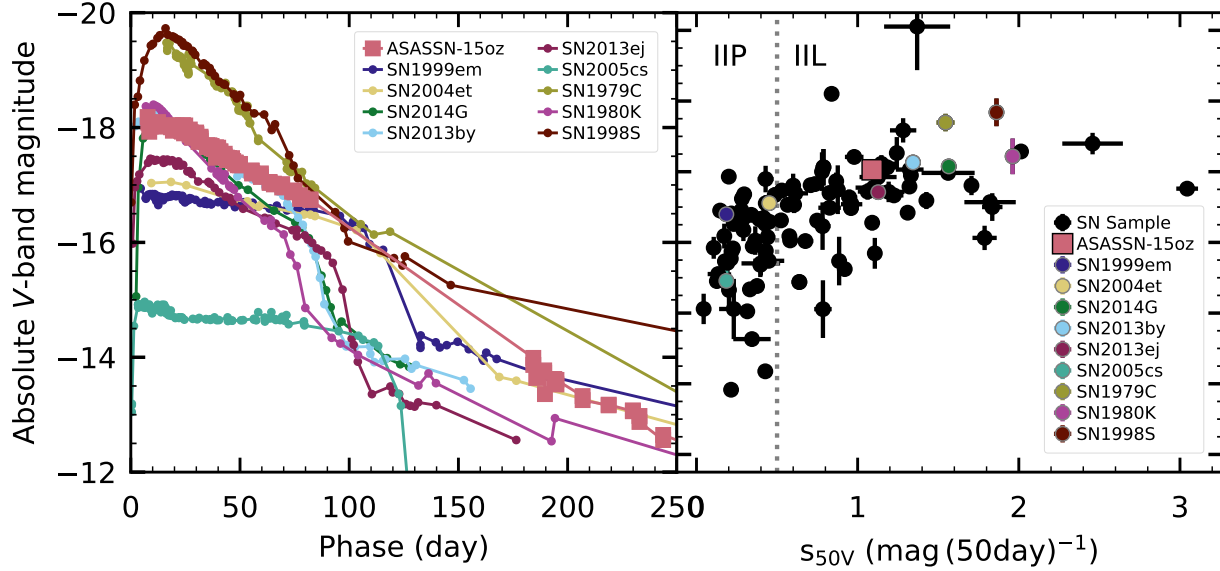 −20
−18
−16
−14
−12
Absolute V-band magnitude
0 50 100 150 200 250
Phase (day)
ASASSN-15oz
SN1999em
SN2004et
SN2014G
SN2013by
SN2013ej
SN2005cs
SN1979C
SN1980K
SN1998S
IIP IIL
SN Sample
ASASSN-15oz
SN1999em
SN2004et
SN2014G
SN2013by
SN2013ej
SN2005cs
SN1979C
SN1980K
SN1998S
0 1 2 3
s50V (mag (50day)−1)